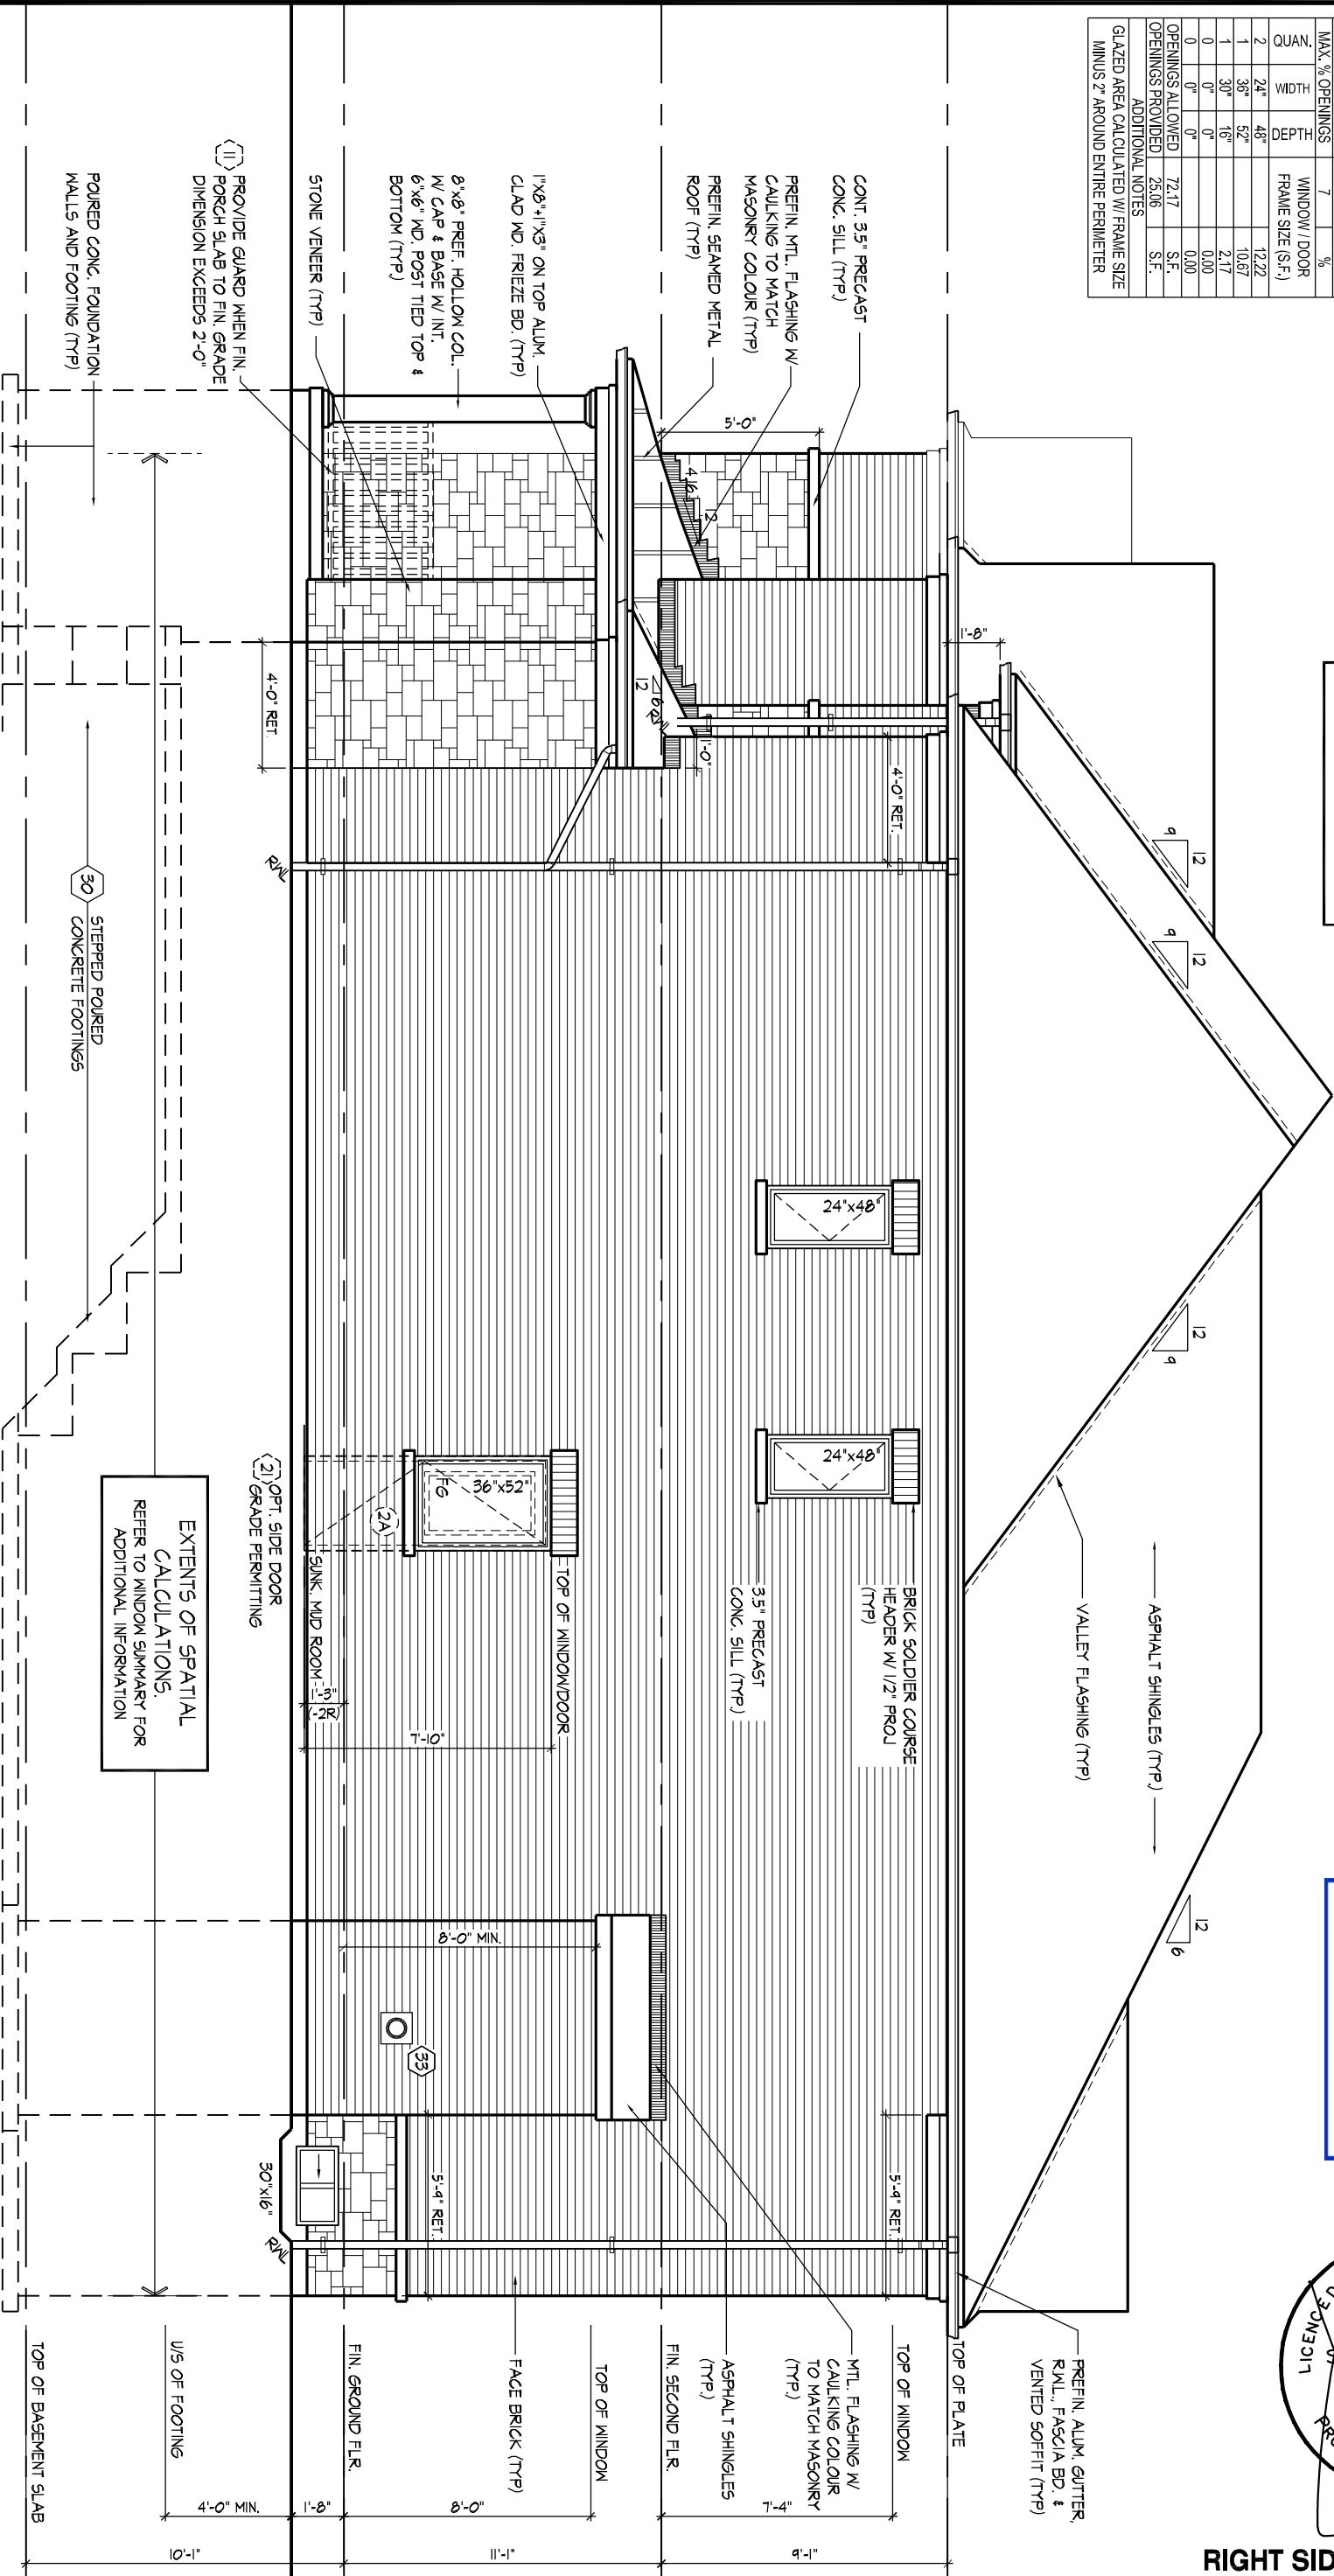 MAX. % OPENINGS 7 %
QUAN. WIDTH DEPTH WINDOW / DOOR
FRAME SIZE (S.F.)
2 24" 48" 12.22
1 36" 52" 10.67
1 30" 16" 2.17
0 0" 0" 0.00
0 0" 0" 0.00
OPENINGS ALLOWED 72.17 S.F.
OPENINGS PROVIDED 25.06 S.F.
ADDITIONAL NOTES
GLAZED AREA CALCULATED W/ FRAME SIZE
MINUS 2" AROUND ENTIRE PERIMETER
CONT. 3.5" PRECAST
CONC. SILL (TYP.)
PREFIN. MTL. FLASHING W/
CAULKING TO MATCH
MASONRY COLOUR (TYP)
PREFIN. SEAMED METAL
ROOF (TYP)
1"x8"+1"x3" ON TOP ALUM.
CLAD WD. FRIEZE BD. (TYP)
8"x8" PREF. HOLLOW COL.
W/ CAP & BASE W/ INT.
6"x6" WD. POST TIED TOP &
BOTTOM (TYP.)
STONE VENEER (TYP)
11
PROVIDE GUARD WHEN FIN.
PORCH SLAB TO FIN. GRADE
DIMENSION EXCEEDS 2'-0"
POURED CONC. FOUNDATION
WALLS AND FOOTING (TYP)
5'-0"
4.16
12
1'-8"
12
6
RWL
1'-0"
4'-0" RET.
4'-0" RET.
RWL
30
STEPPED POURED
CONCRETE FOOTINGS
12
9
12
9
12
9
12
6
24"x48"
24"x48"
36"x52"
FG
2A
21
OPT. SIDE DOOR
GRADE PERMITTING
SUNK. MUD ROOM
1'-3"
(-2R)
7'-10"
TOP OF WINDOW/DOOR
3.5" PRECAST
CONC. SILL (TYP.)
BRICK SOLDIER COURSE
HEADER W/ 1/2" PROJ
(TYP)
VALLEY FLASHING (TYP)
ASPHALT SHINGLES (TYP.)
EXTENTS OF SPATIAL
CALCULATIONS.
REFER TO WINDOW SUMMARY FOR
ADDITIONAL INFORMATION
8'-0" MIN.
33
5'-9" RET.
5'-9" RET.
30"x16"
RWL
PREFIN. ALUM. GUTTER,
R.W.L., FASCIA BD. &
VENTED SOFFIT (TYP)
TOP OF PLATE
TOP OF WINDOW
MTL. FLASHING W/
CAULKING COLOUR
TO MATCH MASONRY
(TYP.)
ASPHALT SHINGLES
(TYP.)
FIN. SECOND FLR.
TOP OF WINDOW
FACE BRICK (TYP)
FIN. GROUND FLR.
U/S OF FOOTING
TOP OF BASEMENT SLAB
7'-4"
8'-0"
1'-8"
4'-0" MIN.
9'-1"
11'-1"
10'-1"
LICENCED
RIGHT SID